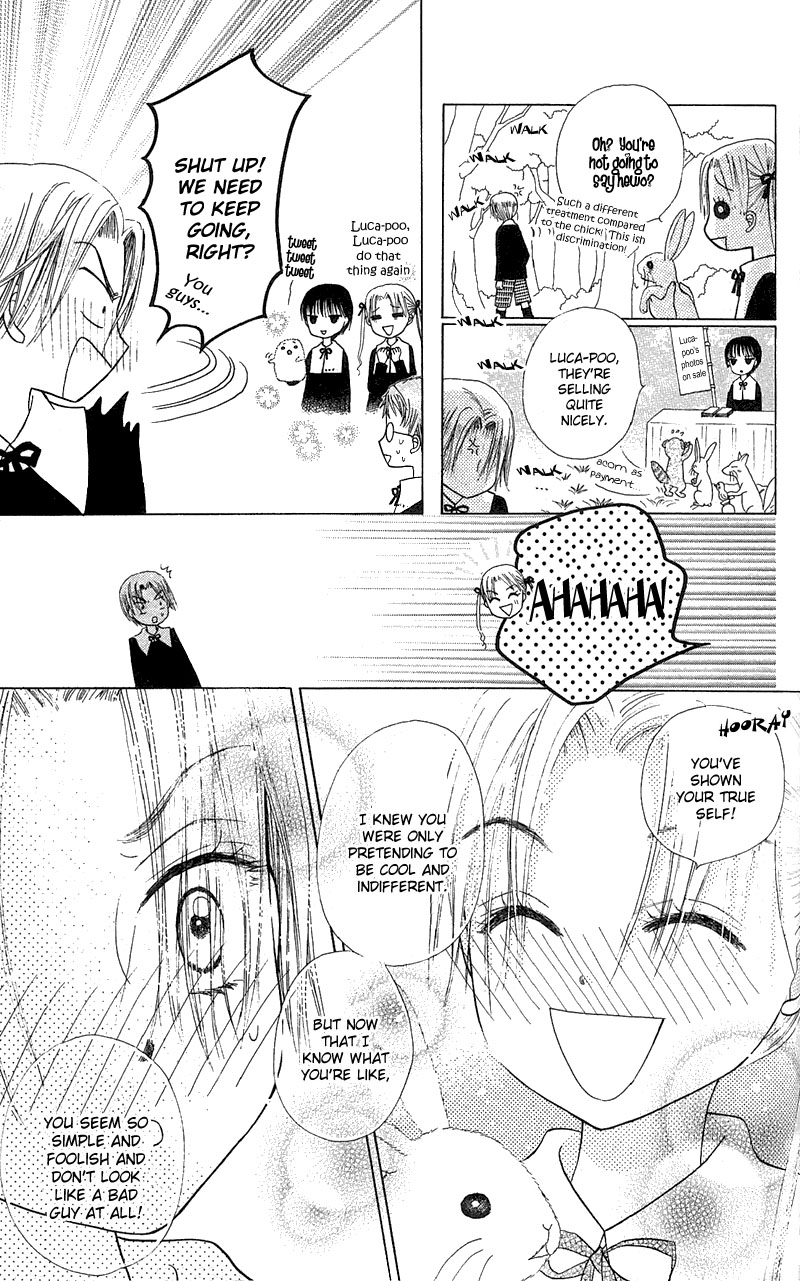 WALK
WALK
WALK
Oh? You're
not going to
say hewo?
Such a different
treatment compared
to the chick! This ish
discrimination!
WALK
WALK
WALK
LUCA-POO,
THEY'RE
SELLING
QUITE
NICELY.
Luca-
poo's
photos
on sale
acorn as
payment
SHUT UP!
WE NEED
TO KEEP
GOING,
RIGHT?
You
guys...
tweet
tweet
tweet
Luca-poo,
Luca-poo
do that
thing again
AHAHAHA!
HOORAY
YOU'VE
SHOWN
YOUR TRUE
SELF!
I KNEW YOU
WERE ONLY
PRETENDING TO
BE COOL AND
INDIFFERENT.
BUT NOW
THAT I
KNOW WHAT
YOU'RE LIKE,
YOU SEEM SO
SIMPLE AND
FOOLISH AND
DON'T LOOK
LIKE A BAD
GUY AT ALL!